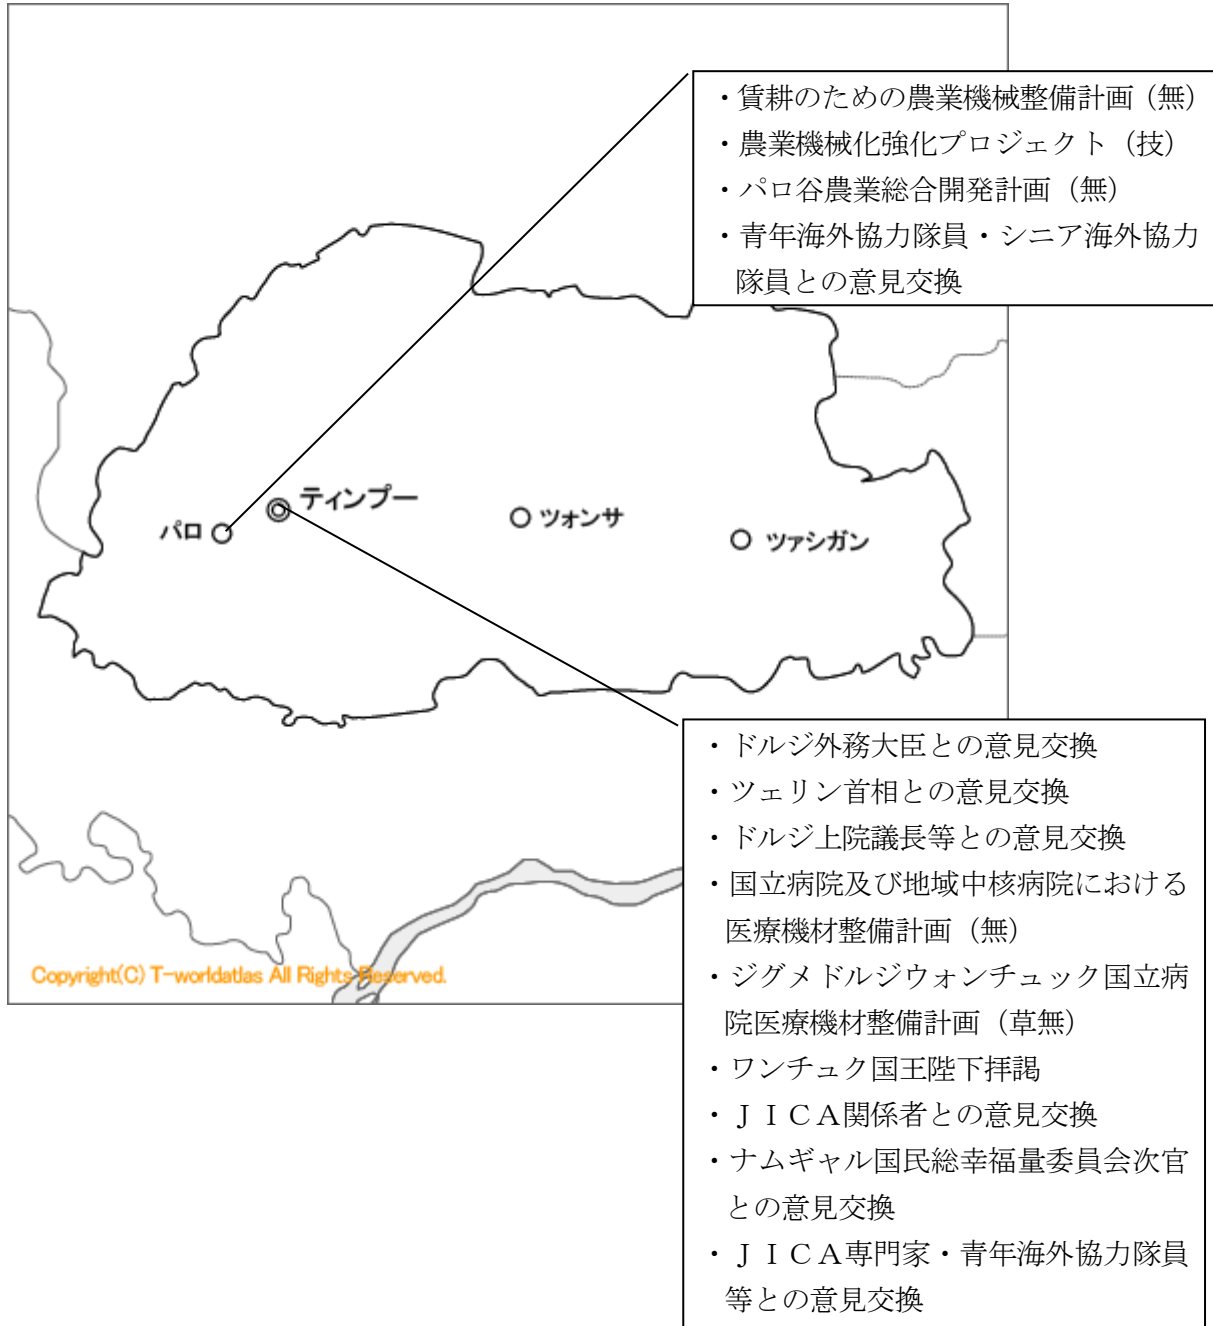 ・賃耕のための農業機械整備計画（無）
・農業機械化強化プロジェクト（技）
・パロ谷農業総合開発計画（無）
・青年海外協力隊員・シニア海外協力
隊員との意見交換
ティンプー
パロ
ツォンサ
ツァシガン
・ドルジ外務大臣との意見交換
・ツェリン首相との意見交換
・ドルジ上院議長等との意見交換
・国立病院及び地域中核病院における
医療機材整備計画（無）
・ジグメドルジウォンチュック国立病
院医療機材整備計画（草無）
・ワンチュク国王陛下拝謁
・ＪＩＣＡ関係者との意見交換
・ナムギャル国民総幸福量委員会次官
との意見交換
・ＪＩＣＡ専門家・青年海外協力隊員
等との意見交換
Copyright(C) T-worldatlas All Rights Reserved.